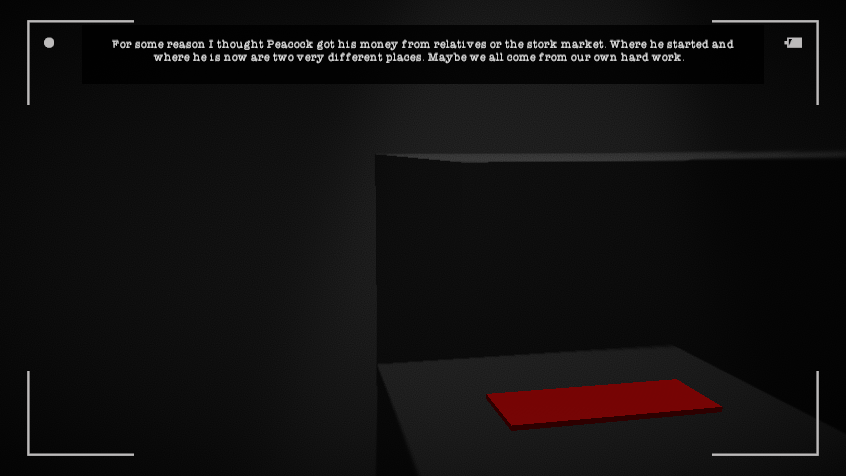 For some reason I thought Peacock got his money from relatives or the stork market. Where he started and
where he is now are two very different places. Maybe we all come from our own hard work.